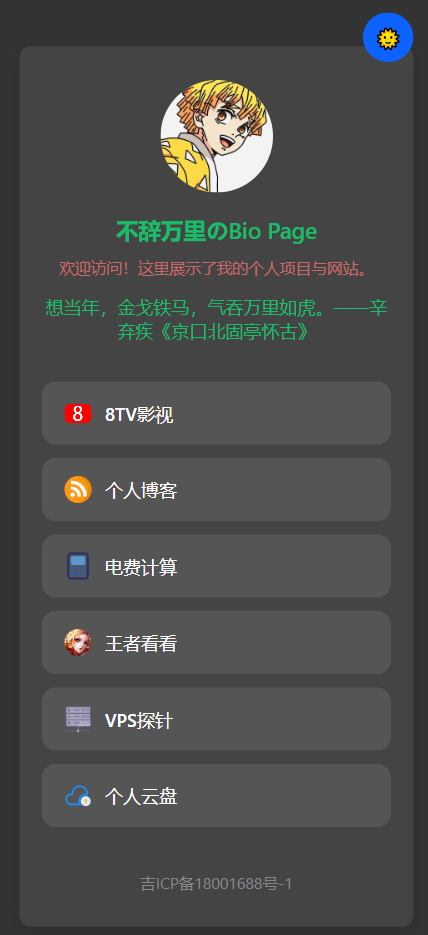 不辞万里のBio Page
欢迎访问！这里展示了我的个人项目与网站。
想当年，金戈铁马，气吞万里如虎。——辛
弃疾《京口北固亭怀古》
8 8TV影视
个人博客
电费计算
王者看看
VPS探针
个人云盘
吉ICP备18001688号-1